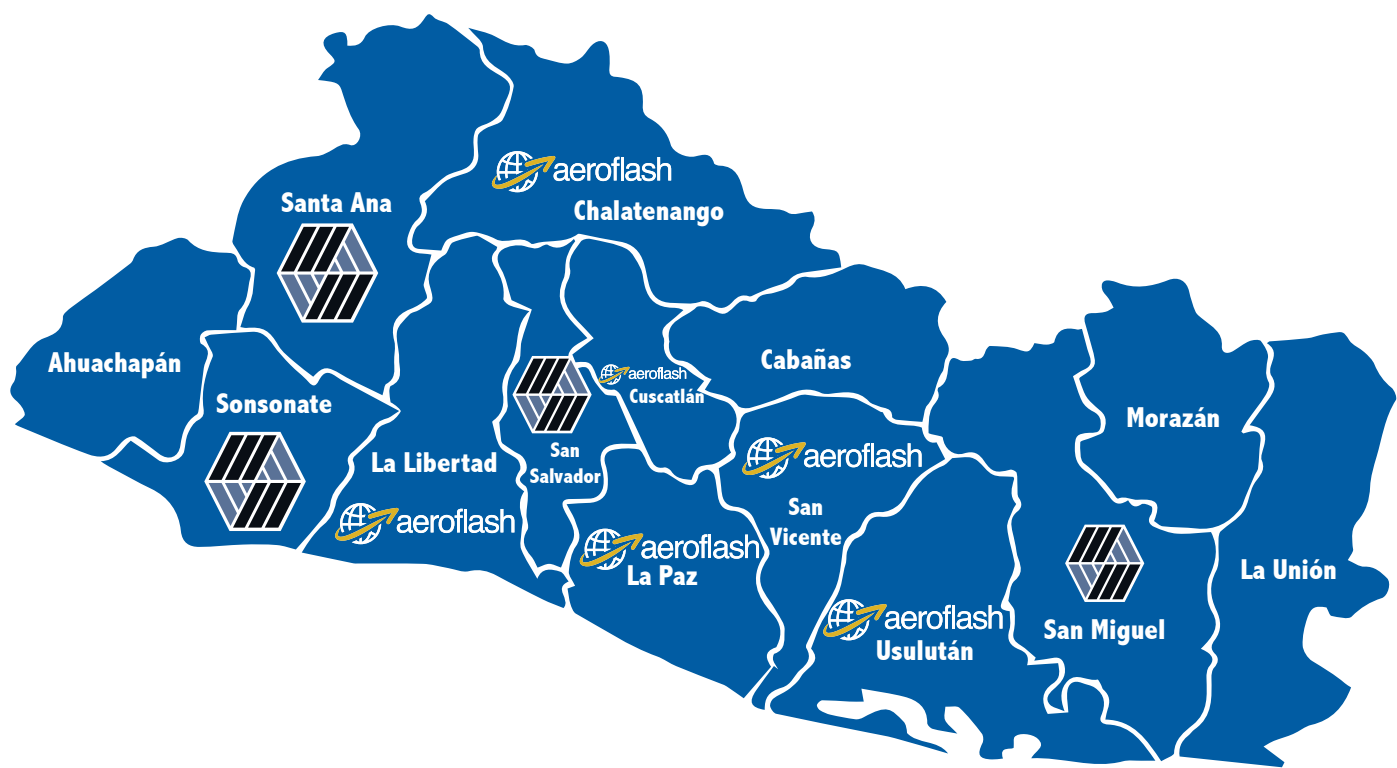 aeroflash
Santa Ana
Chalatenango
Ahuachapán
Cabañas
aeroflash
Cuscatlán
Sonsonate
Morazán
San
Salvador
La Libertad
aeroflash
aeroflash
San
Vicente
aeroflash
aeroflash
La Paz
La Unión
aeroflash
Usulután
San Miguel